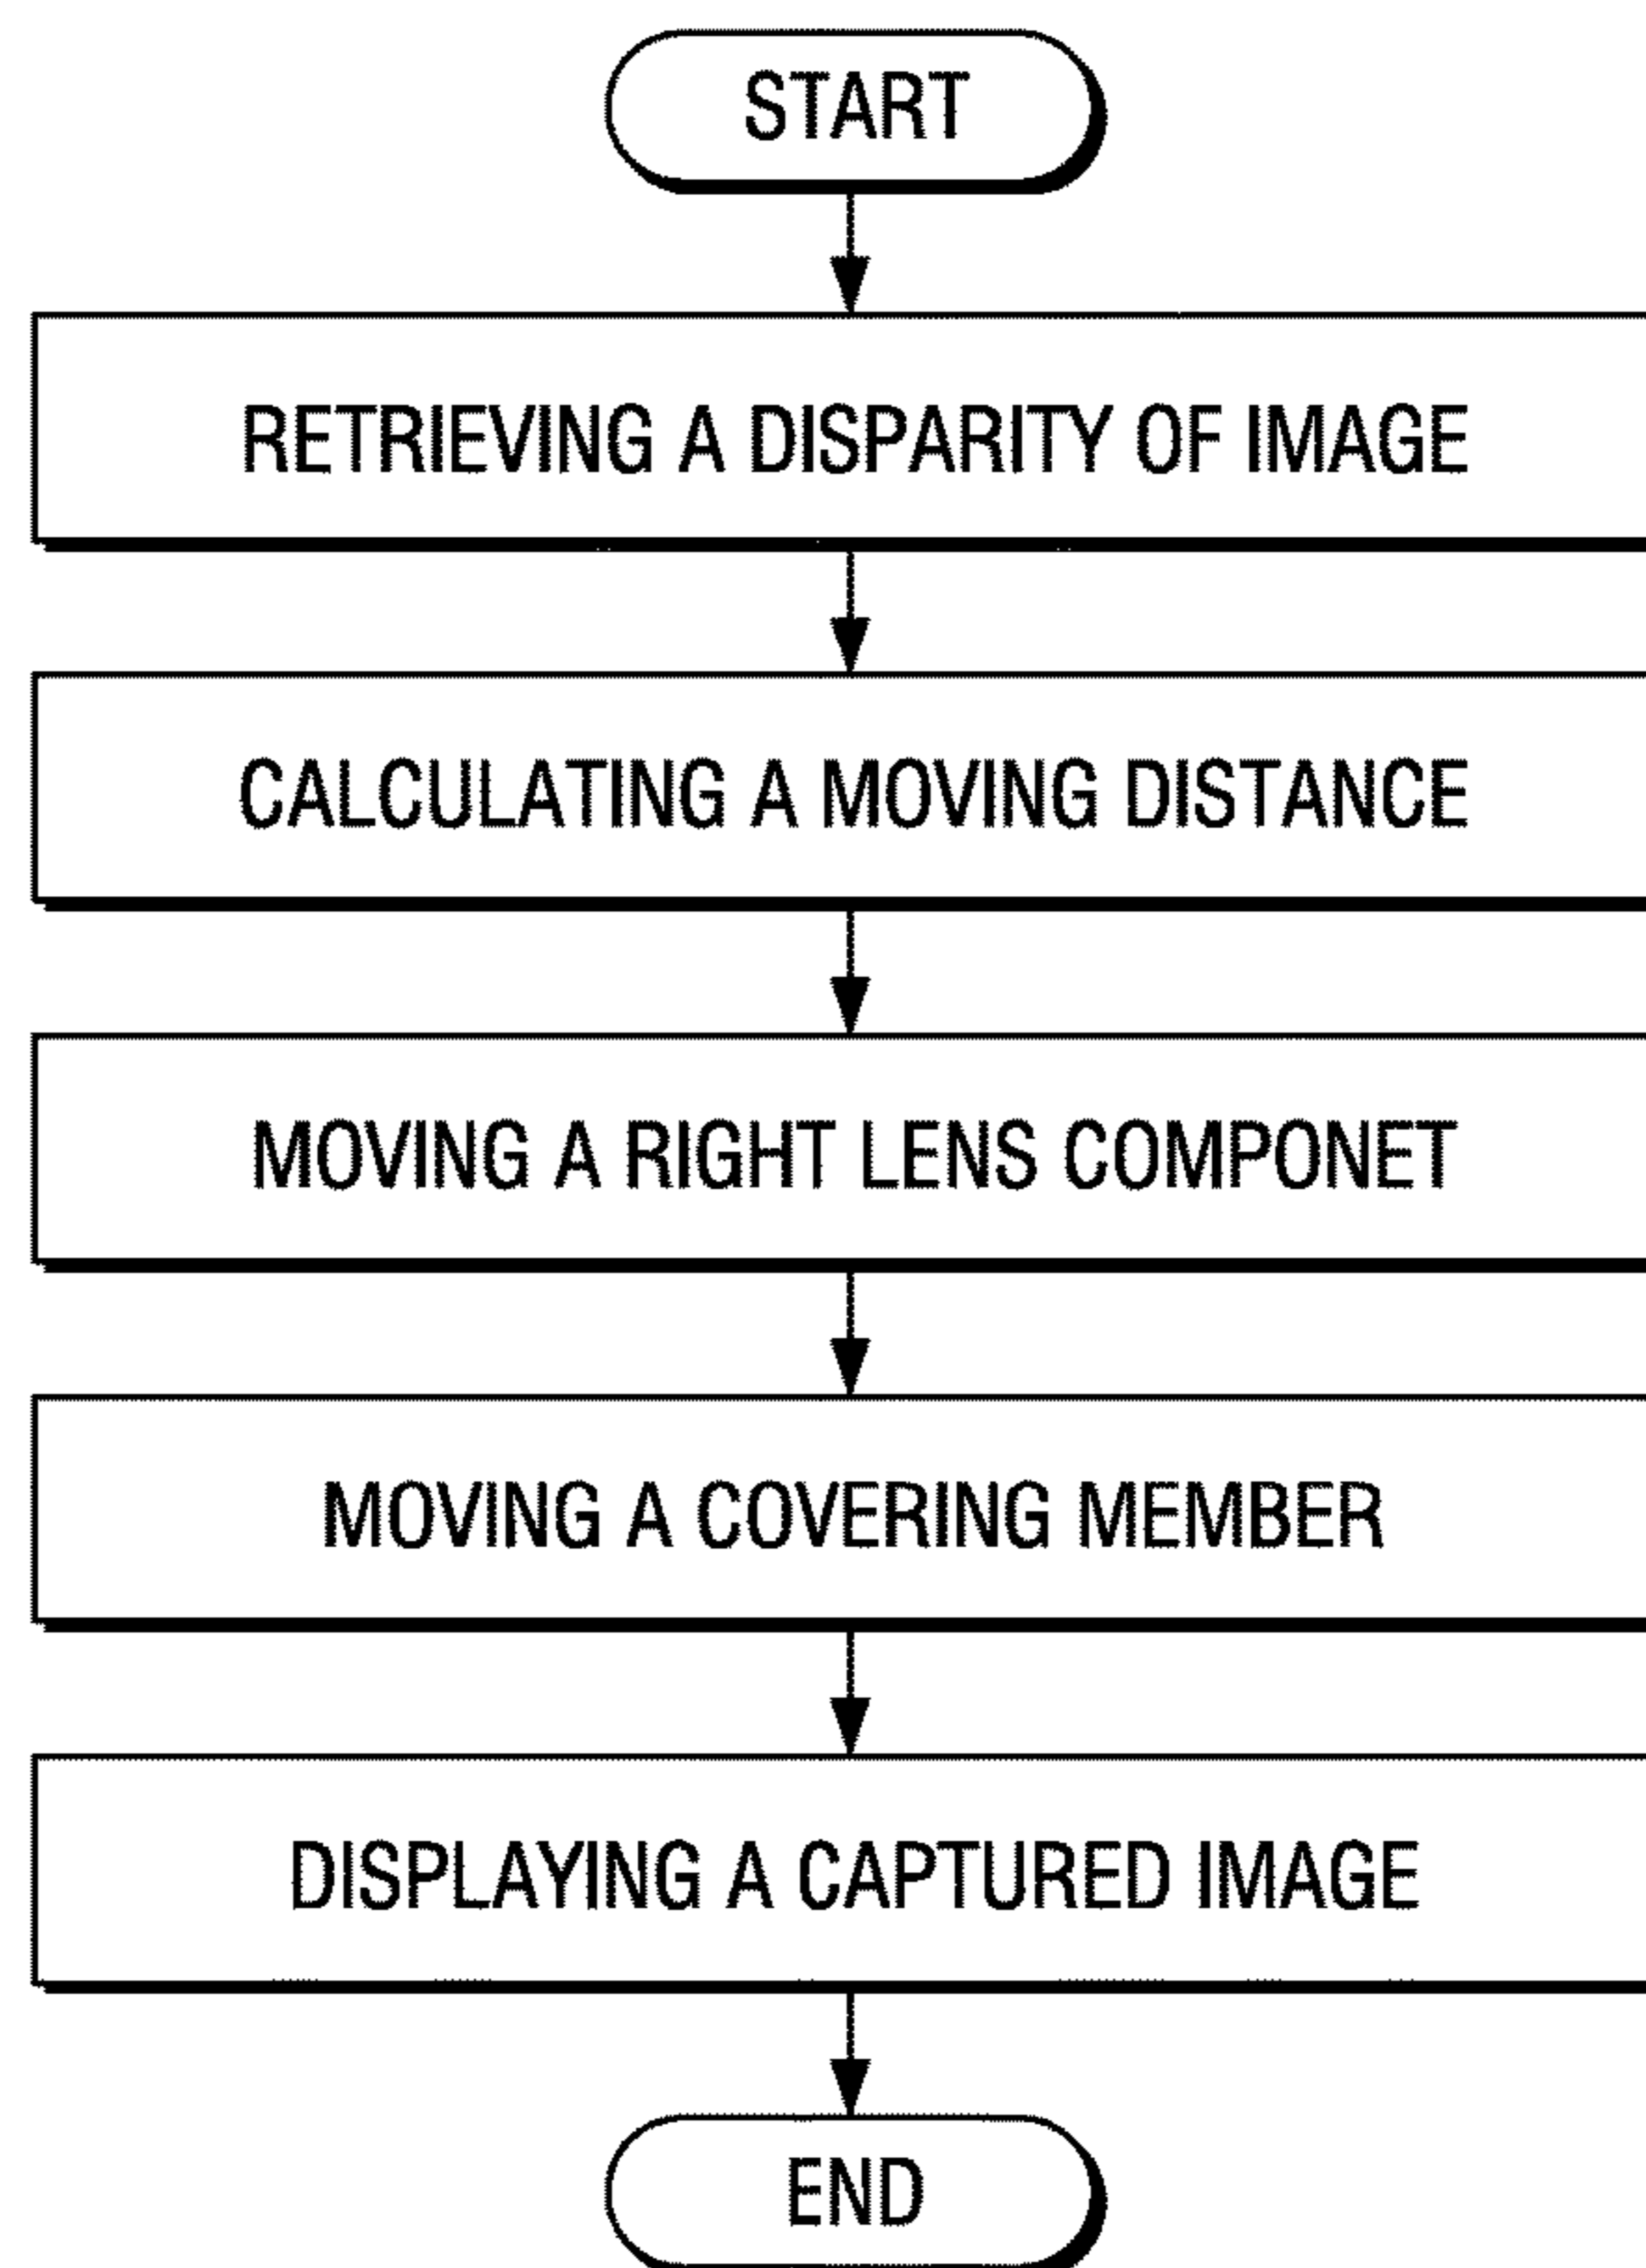 START
RETRIEVING A DISPARITY OF IMAGE
CALCULATING A MOVING DISTANCE
MOVING A RIGHT LENS COMPONET
MOVING A COVERING MEMBER
DISPLAYING A CAPTURED IMAGE
END